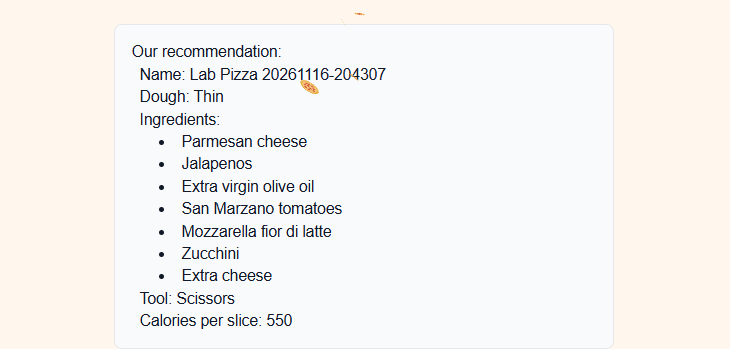 Our recommendation:
Name: Lab Pizza 20261116-204307
Dough: Thin
Ingredients:
• Parmesan cheese
• Jalapenos
• Extra virgin olive oil
• San Marzano tomatoes
• Mozzarella fior di latte
• Zucchini
• Extra cheese
Tool: Scissors
Calories per slice: 550